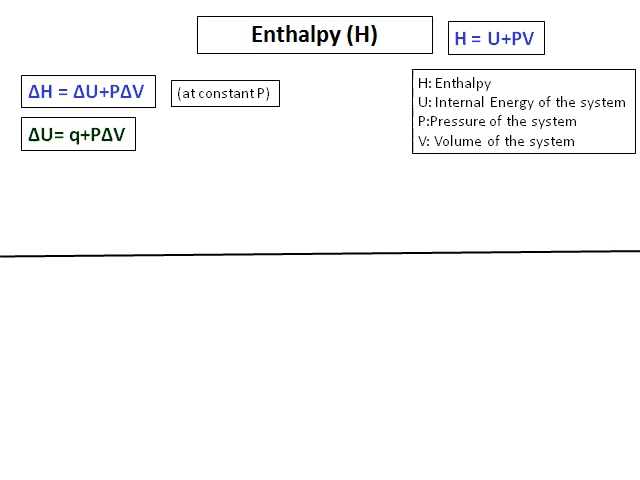 Enthalpy (H)
H = U+PV
ΔH = ΔU+PΔV
(at constant P)
H: Enthalpy
U: Internal Energy of the system
P:Pressure of the system
V: Volume of the system
ΔU= q+PΔV